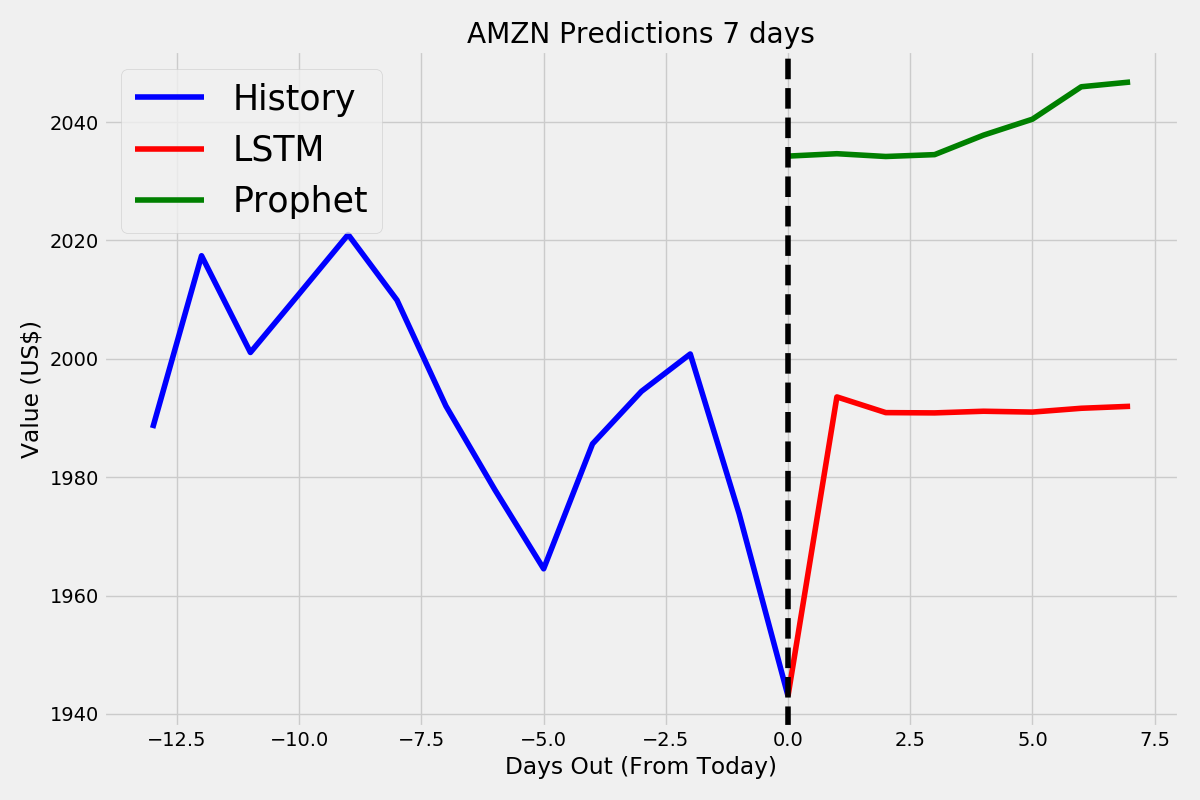 AMZN Predictions 7 days
History
LSTM
Prophet
2040
2020
2000
1980
1960
1940
Value (US$)
−12.5 −10.0 −7.5 −5.0 −2.5 0.0 2.5 5.0 7.5
Days Out (From Today)